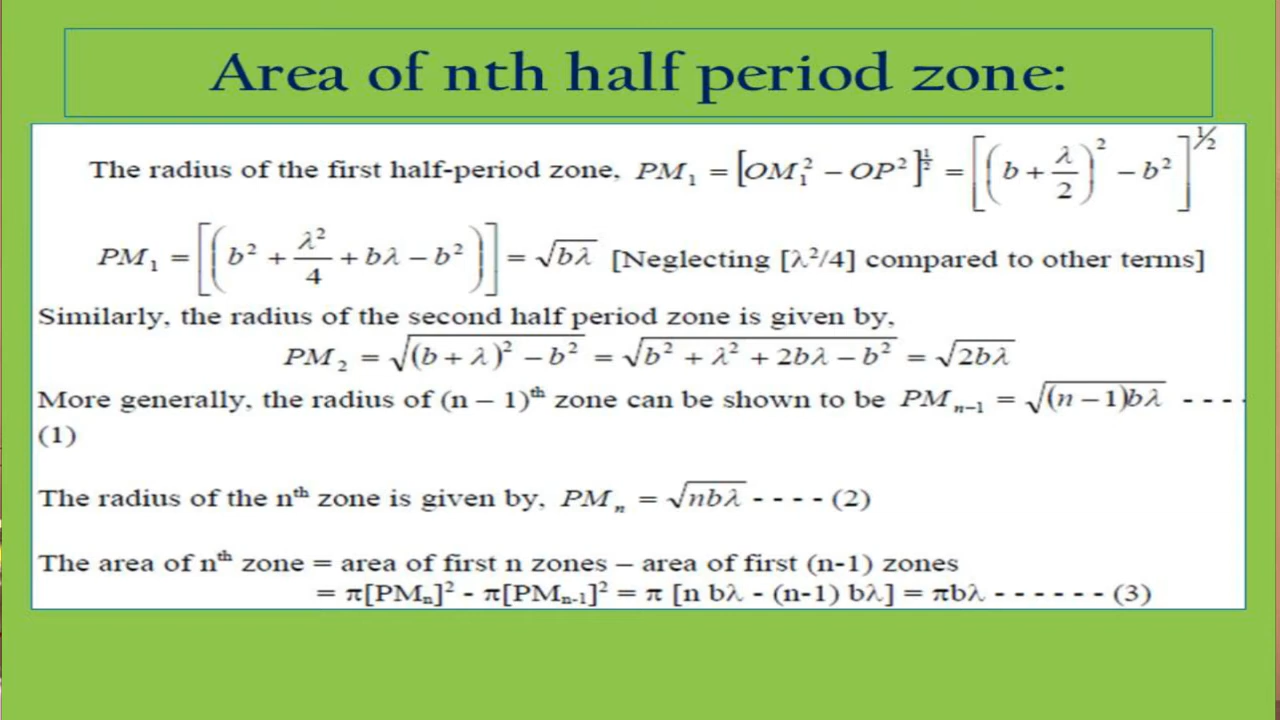 Area of nth half period zone:
The radius of the first half-period zone, PM₁ = [OM₁² − OP²]^½ = [(b + λ/2)² − b²]^½
PM₁ = [(b² + λ²/4 + bλ − b²)] = √bλ [Neglecting [λ²/4] compared to other terms]
Similarly, the radius of the second half period zone is given by,
PM₂ = √(b + λ)² − b² = √b² + λ² + 2bλ − b² = √2bλ
More generally, the radius of (n – 1)ᵗʰ zone can be shown to be PMₙ₋₁ = √(n − 1)bλ - - - -
(1)
The radius of the nᵗʰ zone is given by, PMₙ = √nbλ - - - - (2)
The area of nᵗʰ zone = area of first n zones – area of first (n-1) zones
= π[PMₙ]² - π[PMₙ₋₁]² = π [n bλ - (n-1) bλ] = πbλ - - - - - - (3)